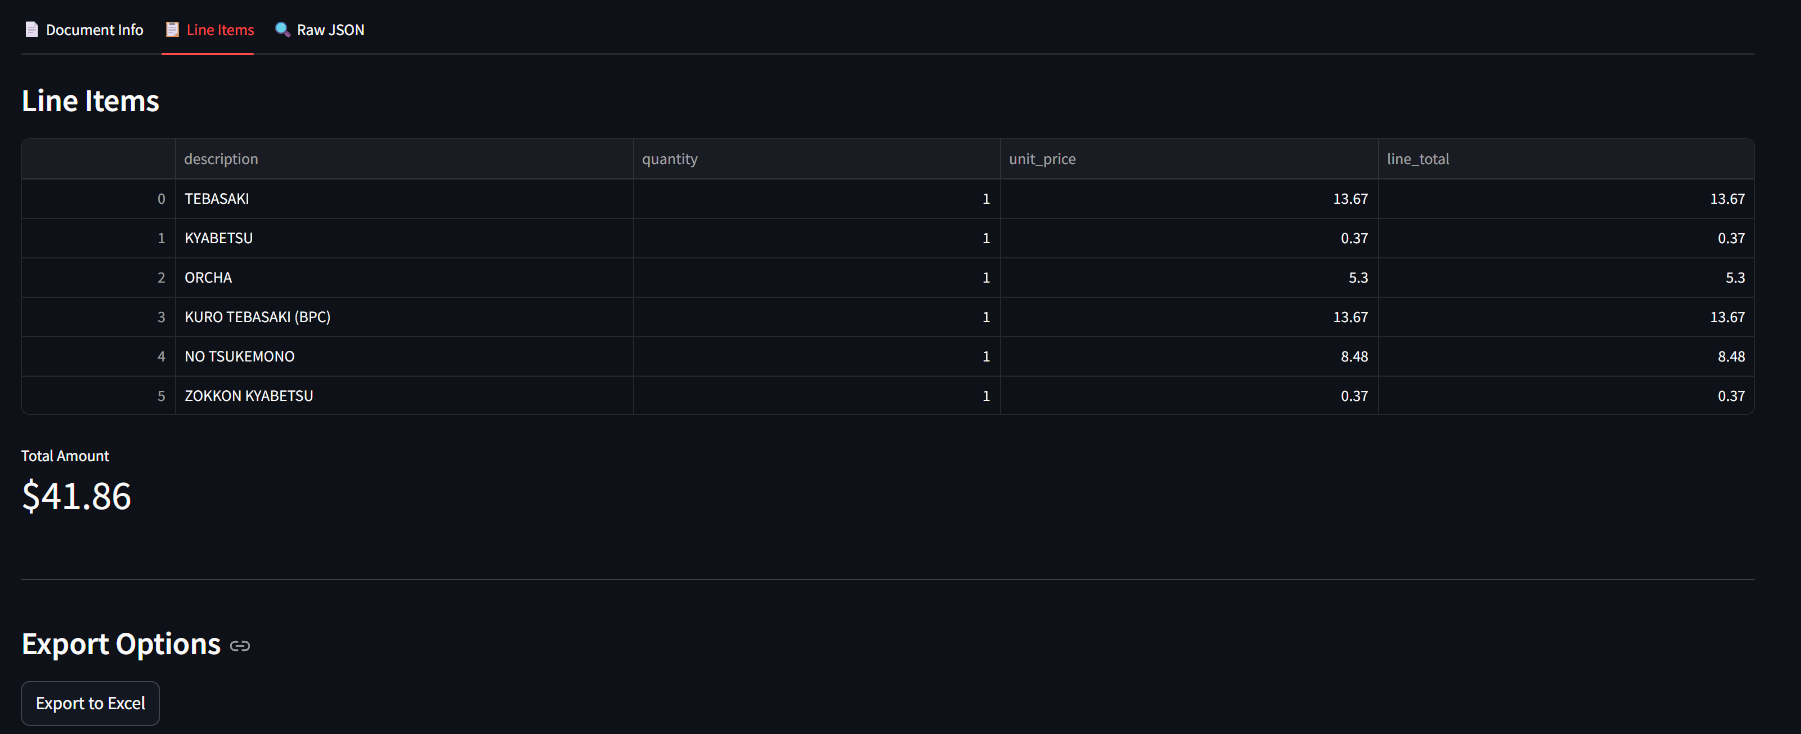 Document Info Line Items Raw JSON
Line Items
description quantity unit_price line_total
0 TEBASAKI 1 13.67 13.67
1 KYABETSU 1 0.37 0.37
2 ORCHA 1 5.3 5.3
3 KURO TEBASAKI (BPC) 1 13.67 13.67
4 NO TSUKEMONO 1 8.48 8.48
5 ZOKKON KYABETSU 1 0.37 0.37
Total Amount
$41.86
Export Options
Export to Excel